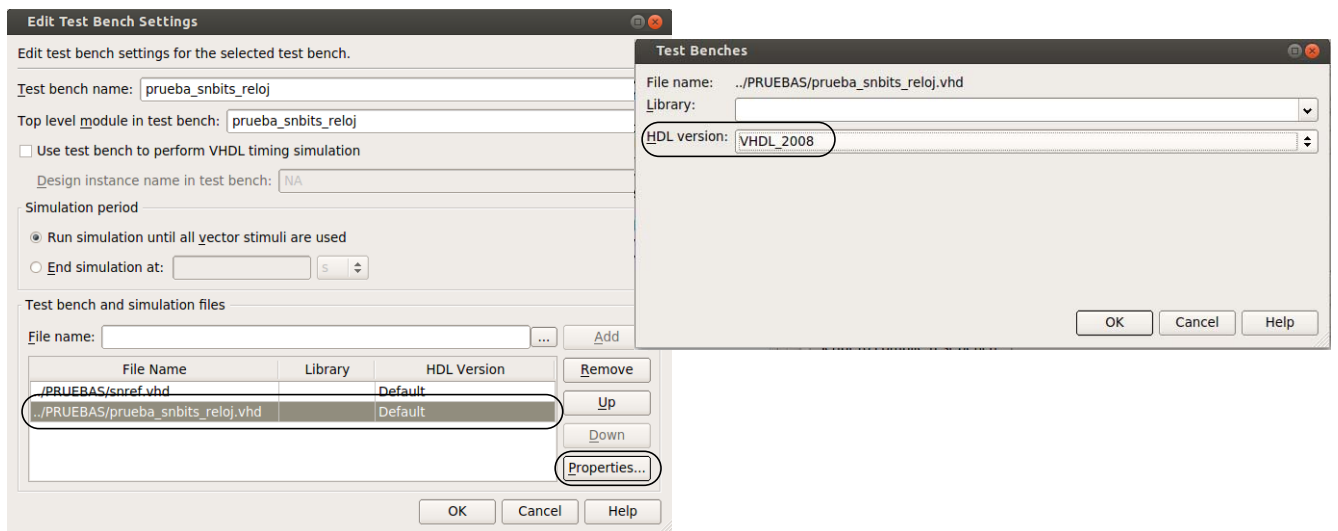 Edit Test Bench Settings
Edit test bench settings for the selected test bench.
Test bench name: prueba_snbits_reloj
Top level module in test bench: prueba_snbits_reloj
Use test bench to perform VHDL timing simulation
Design instance name in test bench: NA
Simulation period
Run simulation until all vector stimuli are used
End simulation at: s
Test bench and simulation files
File name: ... Add
File Name Library HDL Version
../PRUEBAS/snref.vhd Default
../PRUEBAS/prueba_snbits_reloj.vhd Default
Remove
Up
Down
Properties...
OK Cancel Help
Test Benches
File name: ../PRUEBAS/prueba_snbits_reloj.vhd
Library:
HDL version: VHDL_2008
OK Cancel Help